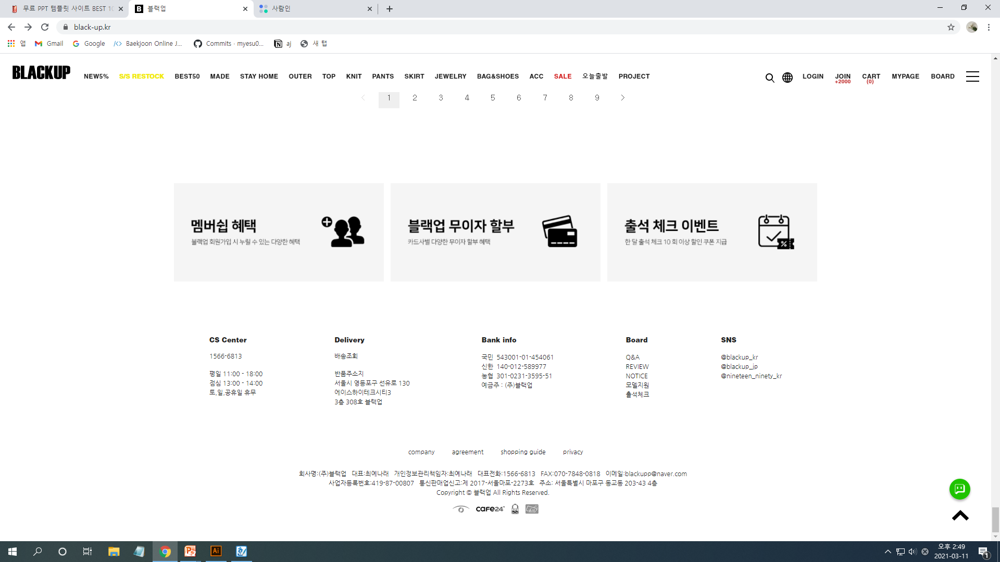 무료 PPT 템플릿 사이트 BEST 10
블랙업
사람인
black-up.kr
앱 Gmail Google Baekjoon Online J... Commits · myesu0... aj 새 탭
BLACKUP NEW5% S/S RESTOCK BEST50 MADE STAY HOME OUTER TOP KNIT PANTS SKIRT JEWELRY BAG&SHOES ACC SALE 오늘출발 PROJECT LOGIN JOIN CART MYPAGE BOARD
+2000 (0)
1 2 3 4 5 6 7 8 9
멤버쉽 혜택
블랙업 회원가입 시 누릴 수 있는 다양한 혜택
블랙업 무이자 할부
카드사별 다양한 무이자 할부 혜택
출석 체크 이벤트
한 달 출석 체크 10 회 이상 할인 쿠폰 지급
CS Center
1566-6813
평일 11:00 - 18:00
점심 13:00 - 14:00
토,일,공휴일 휴무
Delivery
배송조회
반품주소지
서울시 영등포구 선유로 130
에이스하이테크시티3
3층 308호 블랙업
Bank info
국민 543001-01-454061
신한 140-012-589977
농협 301-0231-3595-51
예금주 : (주)블랙업
Board
Q&A
REVIEW
NOTICE
모델지원
출석체크
SNS
@blackup_kr
@blackup_jp
@nineteen_ninety_kr
company agreement shopping guide privacy
회사명:(주)블랙업 대표:최예나래 개인정보관리책임자:최예나래 대표전화:1566-6813 FAX:070-7848-0818 이메일:blackupp@naver.com
사업자등록번호:419-87-00807 통신판매업신고:제 2017-서울마포-2273호 주소: 서울특별시 마포구 동교동 203-43 4층
Copyright © 블랙업 All Rights Reserved.
cafe24
오후 2:49
2021-03-11
1